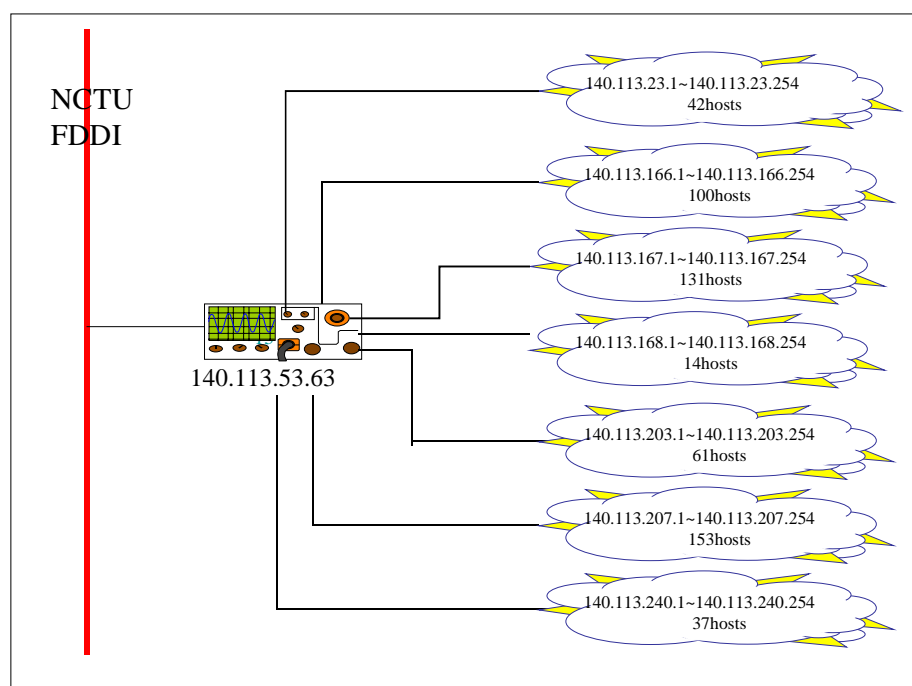 NCTU
FDDI
140.113.23.1~140.113.23.254
42hosts
140.113.166.1~140.113.166.254
100hosts
140.113.167.1~140.113.167.254
131hosts
140.113.168.1~140.113.168.254
14hosts
140.113.53.63
140.113.203.1~140.113.203.254
61hosts
140.113.207.1~140.113.207.254
153hosts
140.113.240.1~140.113.240.254
37hosts